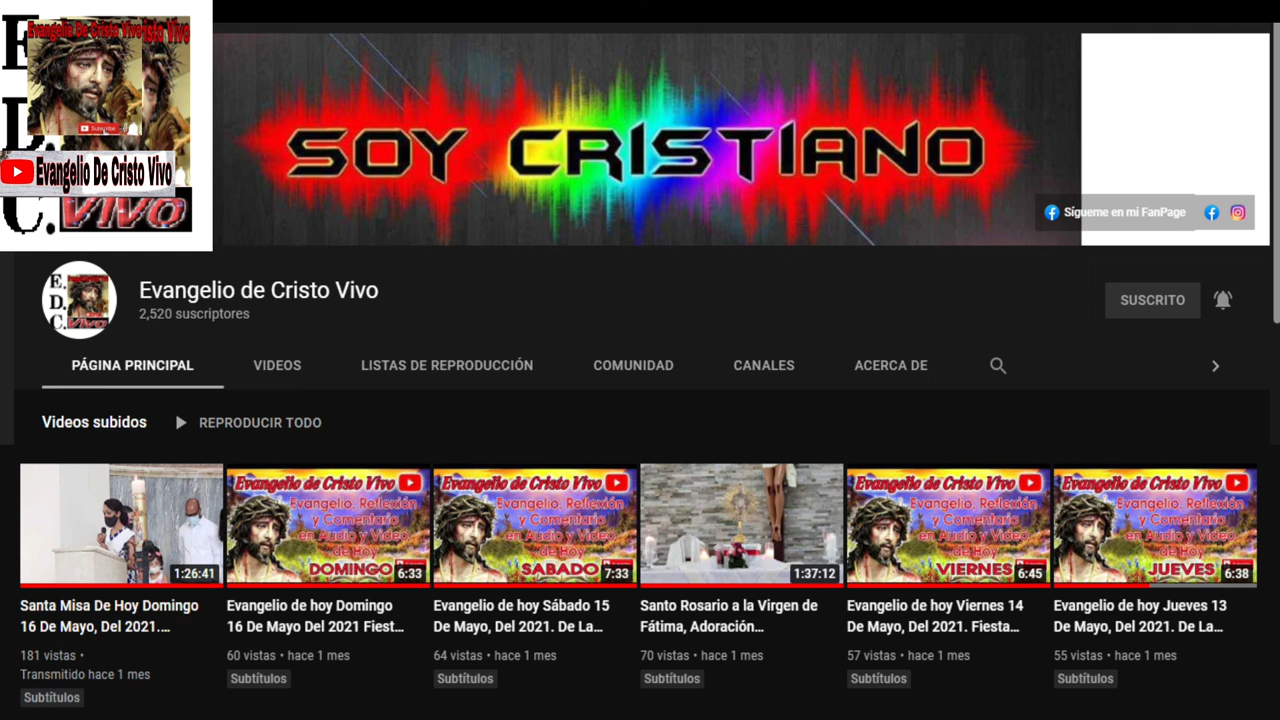 E.
Evangelio De Cristo Vivo
isto Vivo
D.
Subscribe
Evangelio De Cristo Vivo
C. VIVO
SOY CRISTIANO
Sígueme en mi FanPage
E.
D.
C. VIVO
Evangelio de Cristo Vivo
2,520 suscriptores
SUSCRITO
PÁGINA PRINCIPAL VIDEOS LISTAS DE REPRODUCCIÓN COMUNIDAD CANALES ACERCA DE
Videos subidos REPRODUCIR TODO
1:26:41
Santa Misa De Hoy Domingo
16 De Mayo, Del 2021....
181 vistas •
Transmitido hace 1 mes
Subtítulos
Evangelio de Cristo Vivo
Evangelio, Reflexión
y Comentario
en Audio y Video
de Hoy
DOMINGO 6:33
Evangelio de hoy Domingo
16 De Mayo Del 2021 Fiest...
60 vistas • hace 1 mes
Subtítulos
Evangelio de Cristo Vivo
Evangelio, Reflexión
y Comentario
en Audio y Video
de Hoy
SABADO 7:33
Evangelio de hoy Sábado 15
De Mayo, Del 2021. De La...
64 vistas • hace 1 mes
Subtítulos
1:37:12
Santo Rosario a la Virgen de
Fátima, Adoración...
70 vistas • hace 1 mes
Subtítulos
Evangelio de Cristo Vivo
Evangelio, Reflexión
y Comentario
en Audio y Video
de Hoy
VIERNES 6:45
Evangelio de hoy Viernes 14
De Mayo, Del 2021. Fiesta...
57 vistas • hace 1 mes
Subtítulos
Evangelio de Cristo Vivo
Evangelio, Reflexión
y Comentario
en Audio y Video
de Hoy
JUEVES 6:38
Evangelio de hoy Jueves 13
De Mayo, Del 2021. De La...
55 vistas • hace 1 mes
Subtítulos